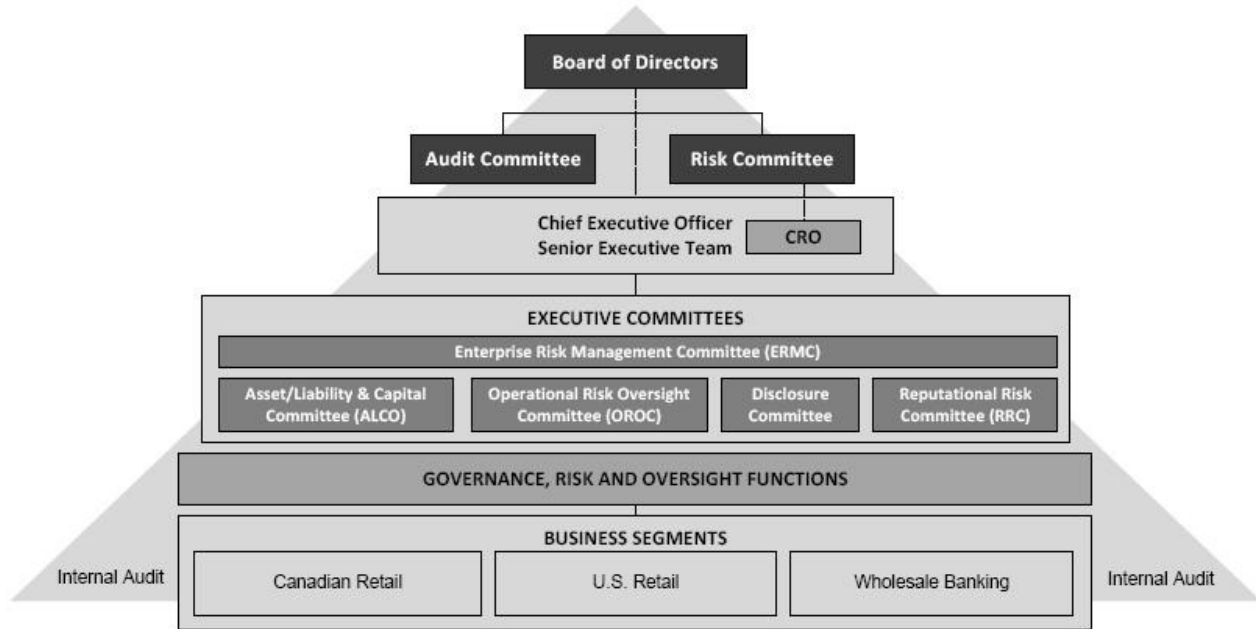 Board of Directors
Audit Committee
Risk Committee
Chief Executive Officer
Senior Executive Team
CRO
EXECUTIVE COMMITTEES
Enterprise Risk Management Committee (ERMC)
Asset/Liability & Capital
Committee (ALCO)
Operational Risk Oversight
Committee (OROC)
Disclosure
Committee
Reputational Risk
Committee (RRC)
GOVERNANCE, RISK AND OVERSIGHT FUNCTIONS
BUSINESS SEGMENTS
Internal Audit
Canadian Retail
U.S. Retail
Wholesale Banking
Internal Audit